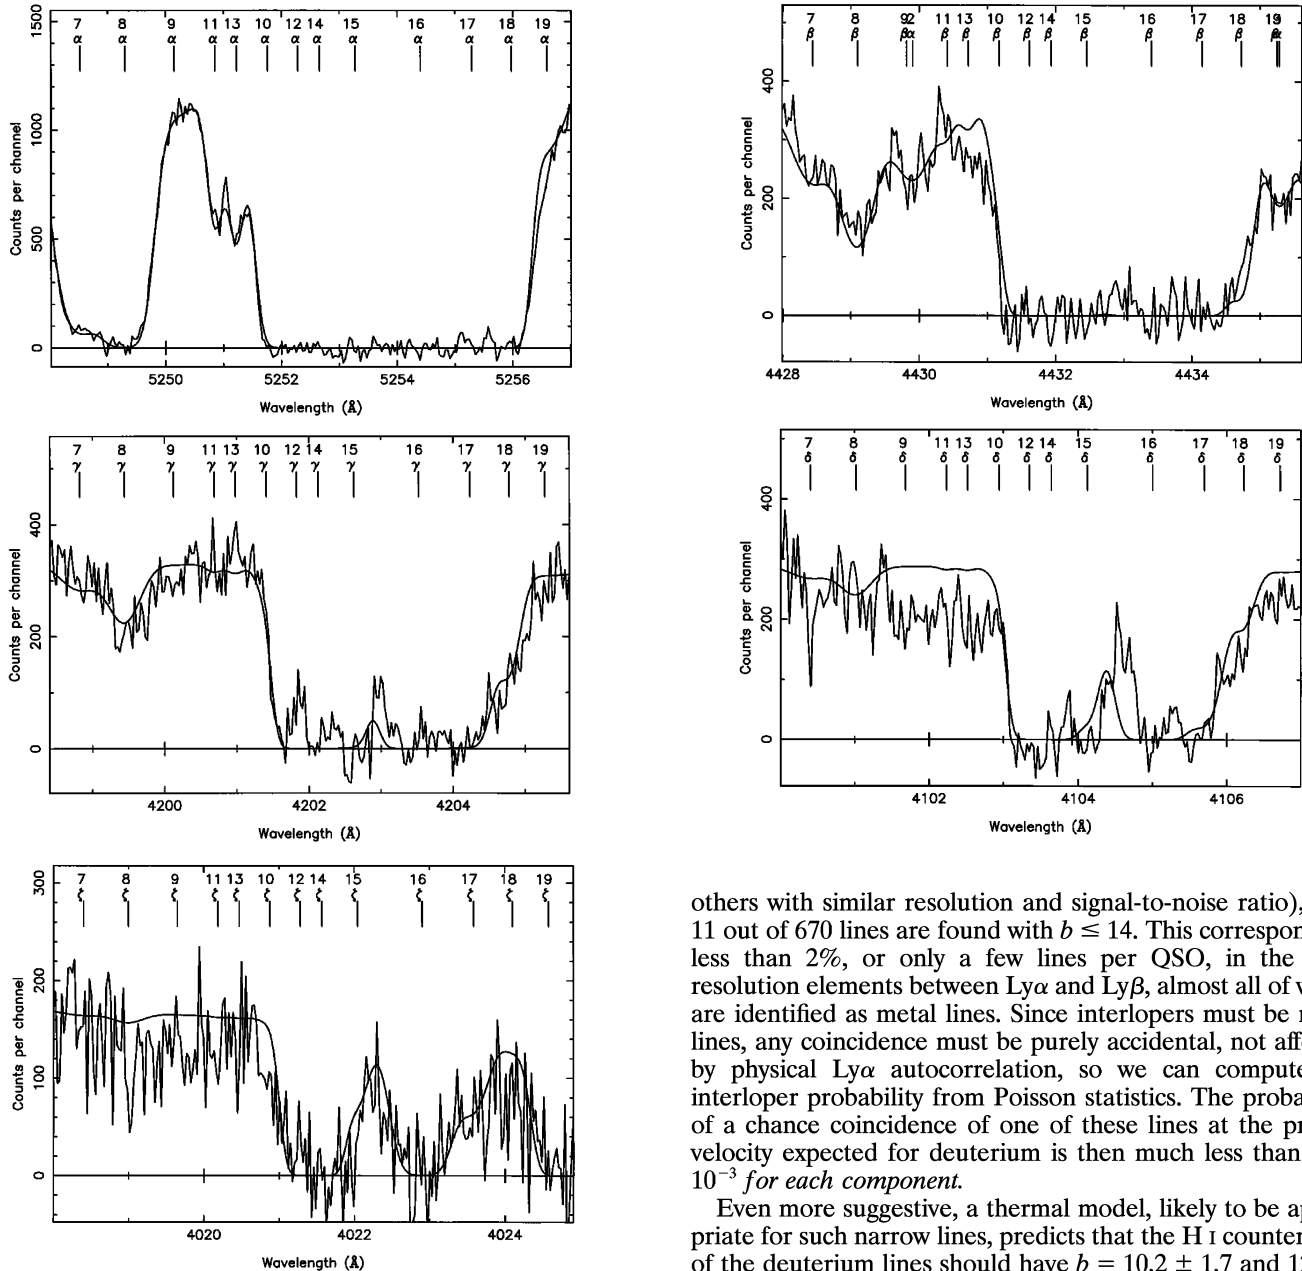 7 8 9 11 13 10 12 14 15 16 17 18 19
α α α α α α α α α α α α α
1500
1000
500
0
Counts per channel
5250 5252 5254 5256
Wavelength (Å)
7 8 9 2 11 13 10 12 14 15 16 17 18 19
β β β α β β β β β β β β β β α
400
200
0
Counts per channel
4428 4430 4432 4434
Wavelength (Å)
7 8 9 11 13 10 12 14 15 16 17 18 19
γ γ γ γ γ γ γ γ γ γ γ γ γ
400
200
0
Counts per channel
4200 4202 4204
Wavelength (Å)
7 8 9 11 13 10 12 14 15 16 17 18 19
δ δ δ δ δ δ δ δ δ δ δ δ δ
400
200
0
Counts per channel
4102 4104 4106
Wavelength (Å)
7 8 9 11 13 10 12 14 15 16 17 18 19
ζ ζ ζ ζ ζ ζ ζ ζ ζ ζ ζ ζ ζ
300
200
100
0
Counts per channel
4020 4022 4024
Wavelength (Å)
others with similar resolution and signal-to-noise ratio),
11 out of 670 lines are found with b ≤ 14. This correspon
less than 2%, or only a few lines per QSO, in the
resolution elements between Lyα and Lyβ, almost all of
are identified as metal lines. Since interlopers must be
lines, any coincidence must be purely accidental, not aff
by physical Lyα autocorrelation, so we can compute
interloper probability from Poisson statistics. The proba
of a chance coincidence of one of these lines at the pr
velocity expected for deuterium is then much less than
10⁻³ for each component.
Even more suggestive, a thermal model, likely to be ap
priate for such narrow lines, predicts that the H I counter
of the deuterium lines should have b = 10.2 ± 1.7 and